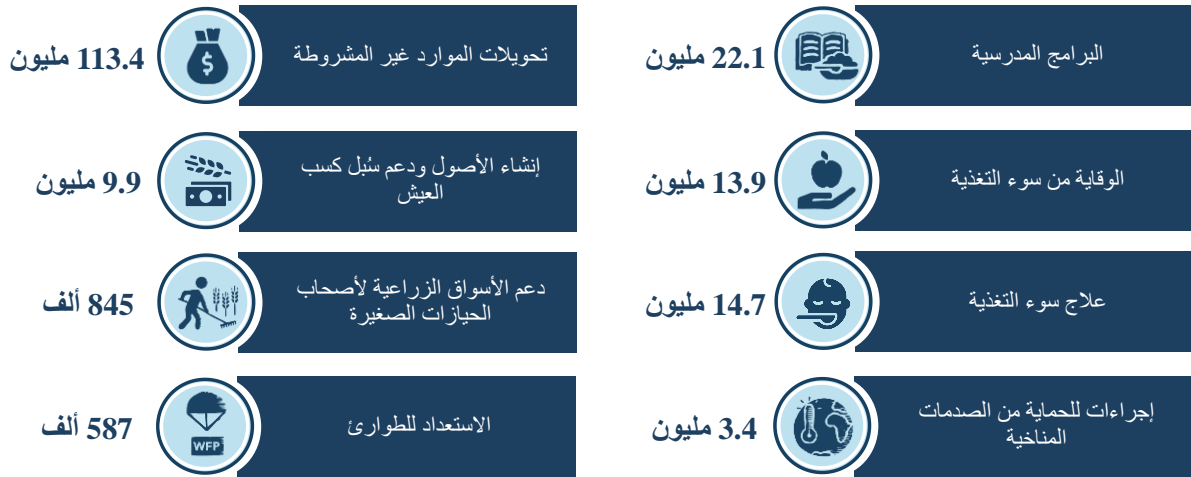 البرامج المدرسية
22.1 مليون
تحويلات الموارد غير المشروطة
113.4 مليون
الوقاية من سوء التغذية
13.9 مليون
إنشاء الأصول ودعم سُبل كسب
العيش
9.9 مليون
علاج سوء التغذية
14.7 مليون
دعم الأسواق الزراعية لأصحاب
الحيازات الصغيرة
845 ألف
إجراءات للحماية من الصدمات
المناخية
3.4 مليون
الاستعداد للطوارئ
WFP
587 ألف